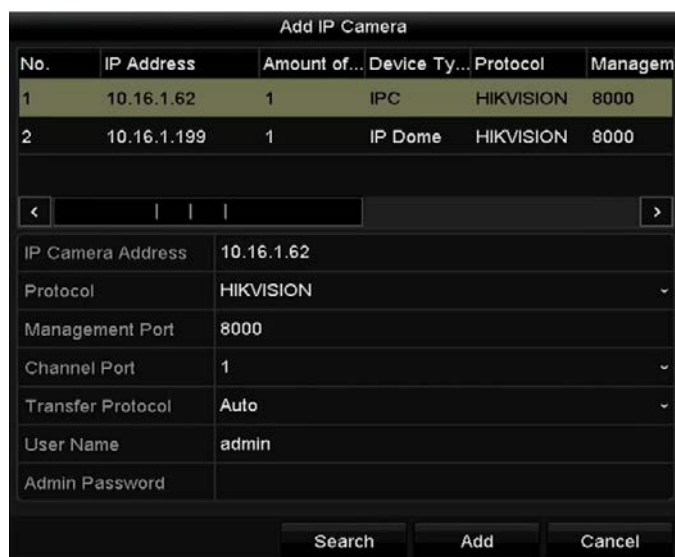 Add IP Camera
No. IP Address Amount of... Device Ty... Protocol Managem
1 10.16.1.62 1 IPC HIKVISION 8000
2 10.16.1.199 1 IP Dome HIKVISION 8000
IP Camera Address 10.16.1.62
Protocol HIKVISION
Management Port 8000
Channel Port 1
Transfer Protocol Auto
User Name admin
Admin Password
Search Add Cancel